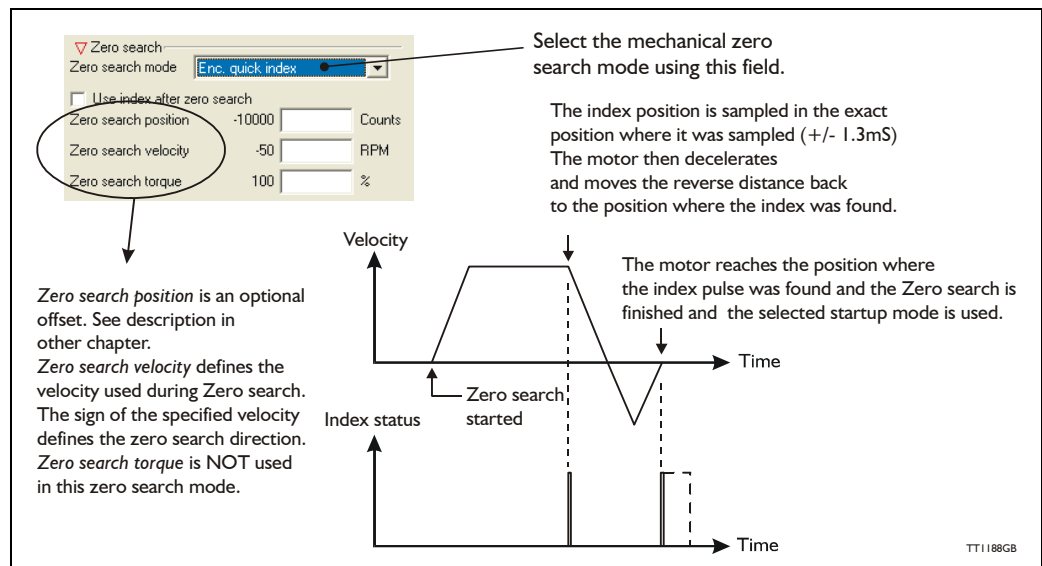 Zero search
Zero search mode Enc. quick index
Use index after zero search
Zero search position -10000 Counts
Zero search velocity -50 RPM
Zero search torque 100 %
Select the mechanical zero
search mode using this field.
The index position is sampled in the exact
position where it was sampled (+/- 1.3mS)
The motor then decelerates
and moves the reverse distance back
to the position where the index was found.
Zero search position is an optional
offset. See description in
other chapter.
Zero search velocity defines the
velocity used during Zero search.
The sign of the specified velocity
defines the zero search direction.
Zero search torque is NOT used
in this zero search mode.
Velocity
The motor reaches the position where
the index pulse was found and the Zero search is
finished and the selected startup mode is used.
Time
Zero search
started
Index status
Time
TT1188GB